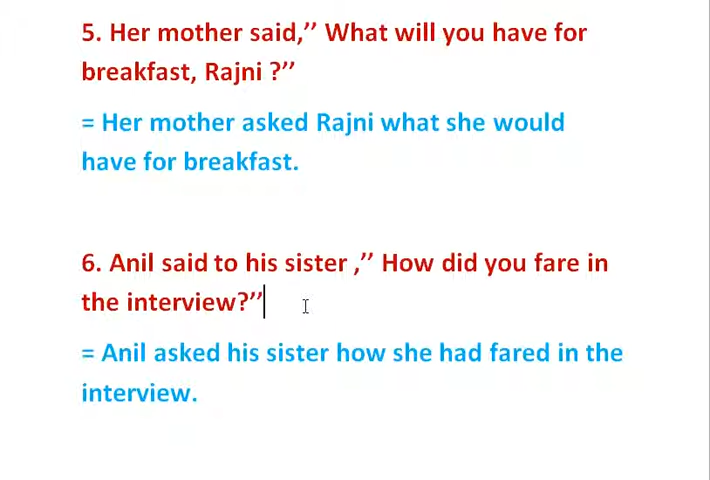 5. Her mother said,’’ What will you have for
breakfast, Rajni ?’’
= Her mother asked Rajni what she would
have for breakfast.
6. Anil said to his sister ,’’ How did you fare in
the interview?’’
= Anil asked his sister how she had fared in the
interview.